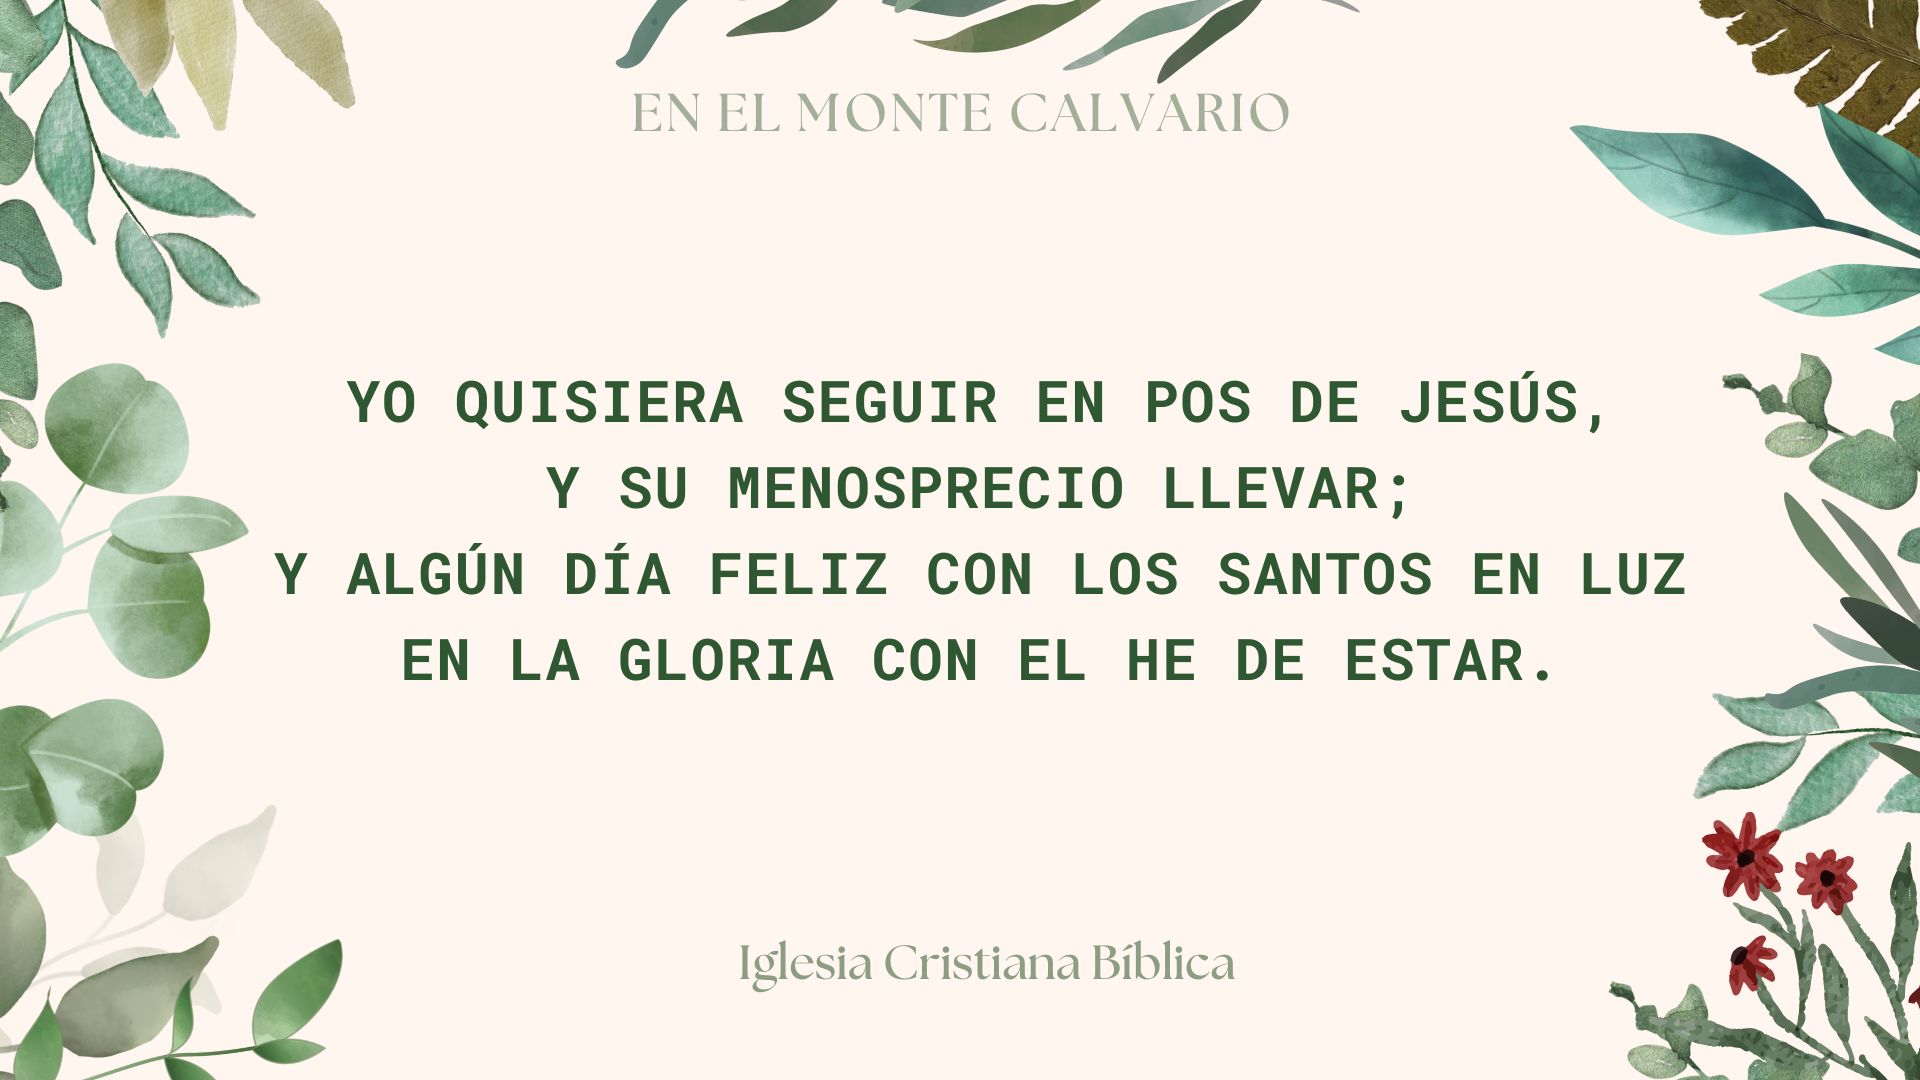 EN EL MONTE CALVARIO
YO QUISIERA SEGUIR EN POS DE JESÚS,
Y SU MENOSPRECIO LLEVAR;
Y ALGÚN DÍA FELIZ CON LOS SANTOS EN LUZ
EN LA GLORIA CON EL HE DE ESTAR.
Iglesia Cristiana Bíblica